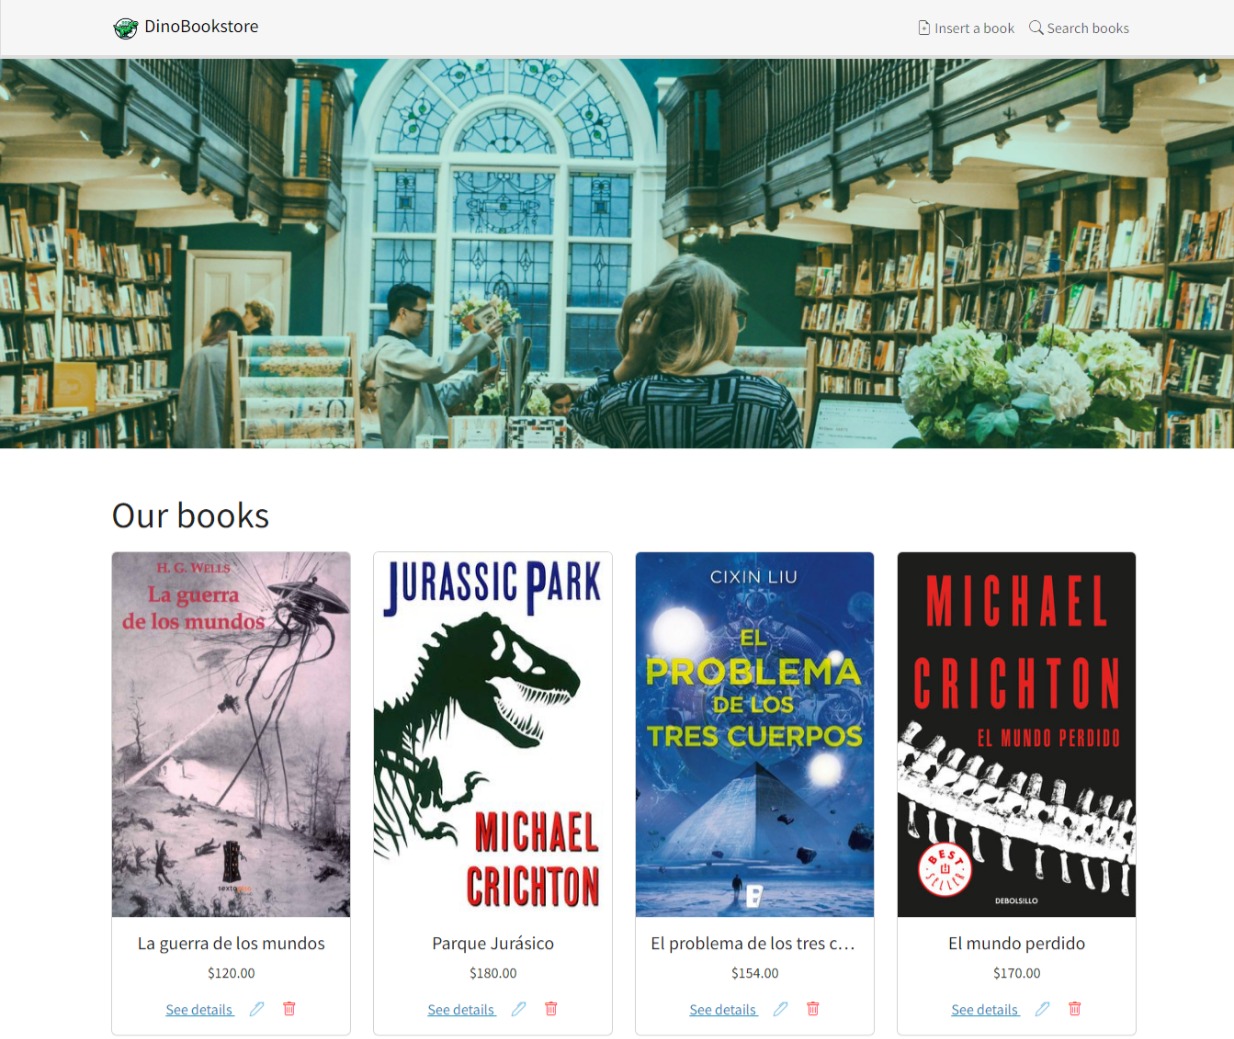 DinoBookstore
Insert a book
Search books
Our books
H. G. WELLS
La guerra
de los mundos
JURASSIC PARK
MICHAEL
CRICHTON
CIXIN LIU
EL
PROBLEMA
DE LOS
TRES CUERPOS
B
MICHAEL
CRICHTON
EL MUNDO PERDIDO
BEST
SELLER
DEBOLSILLO
La guerra de los mundos
Parque Jurásico
El problema de los tres c...
El mundo perdido
$120.00
$180.00
$154.00
$170.00
See details
See details
See details
See details